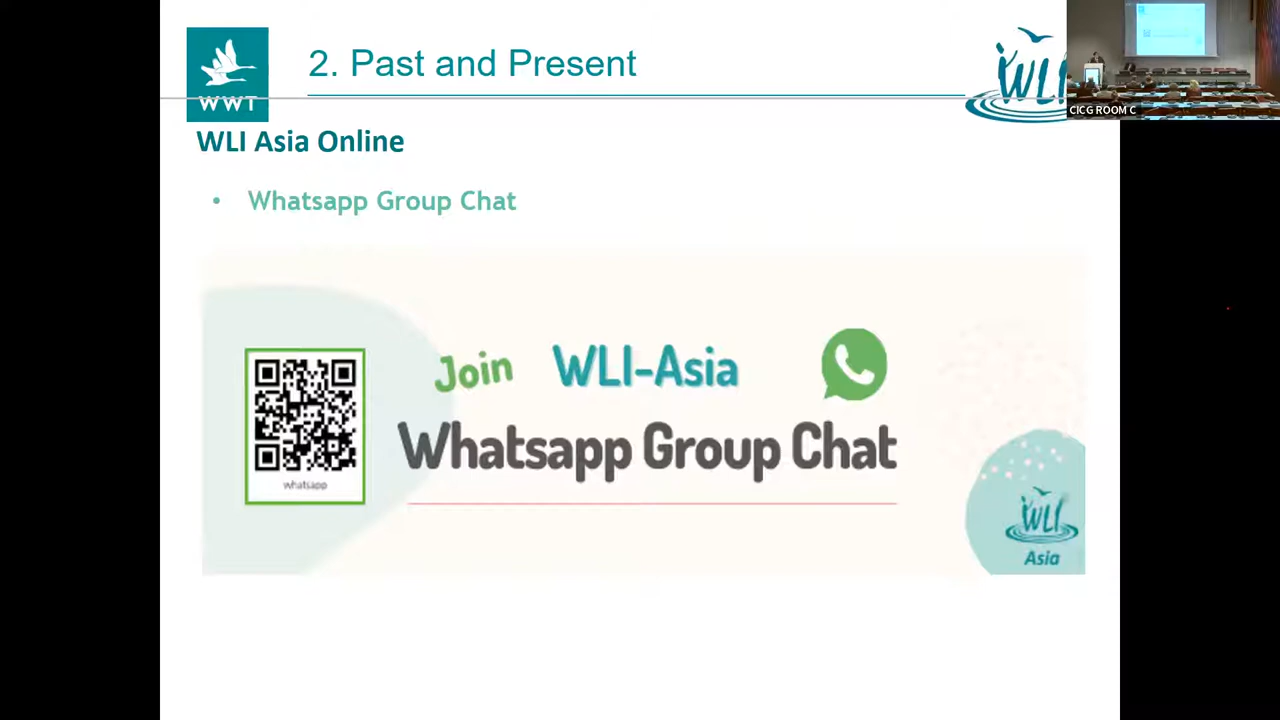 2. Past and Present
WWT
WLI
CICG ROOM C
WLI Asia Online
• Whatsapp Group Chat
Join WLI-Asia
Whatsapp Group Chat
whatsapp
WLI
Asia